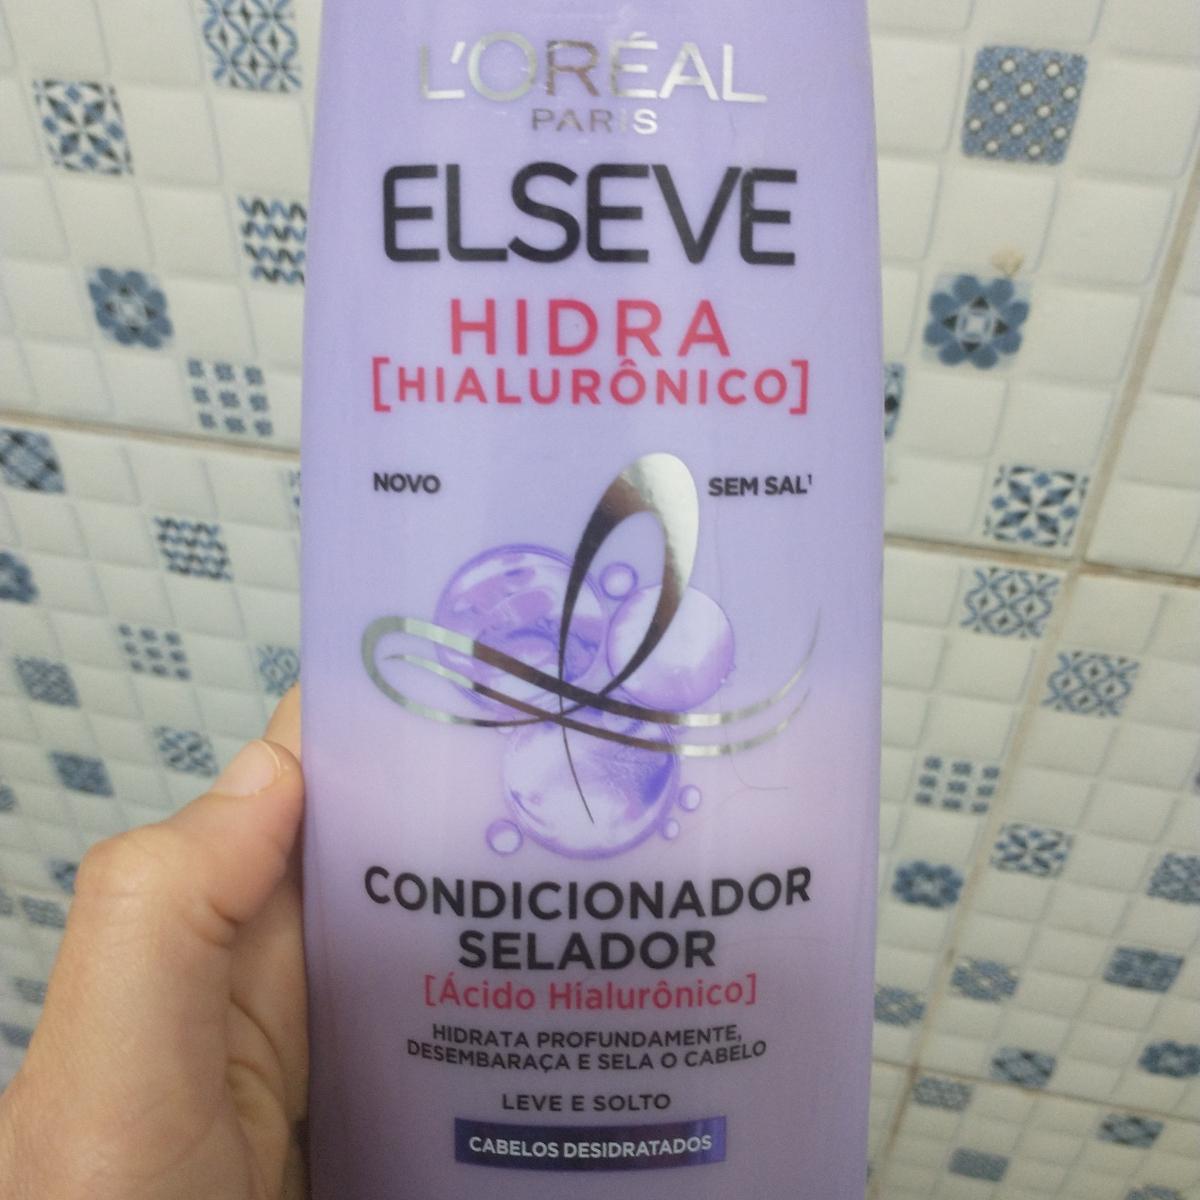 L'ORÉAL
PARIS
ELSEVE
HIDRA
[HIALURÔNICO]
NOVO
SEM SAL¹
CONDICIONADOR
SELADOR
[Ácido Hialurônico]
HIDRATA PROFUNDAMENTE,
DESEMBARAÇA E SELA O CABELO
LEVE E SOLTO
CABELOS DESIDRATADOS